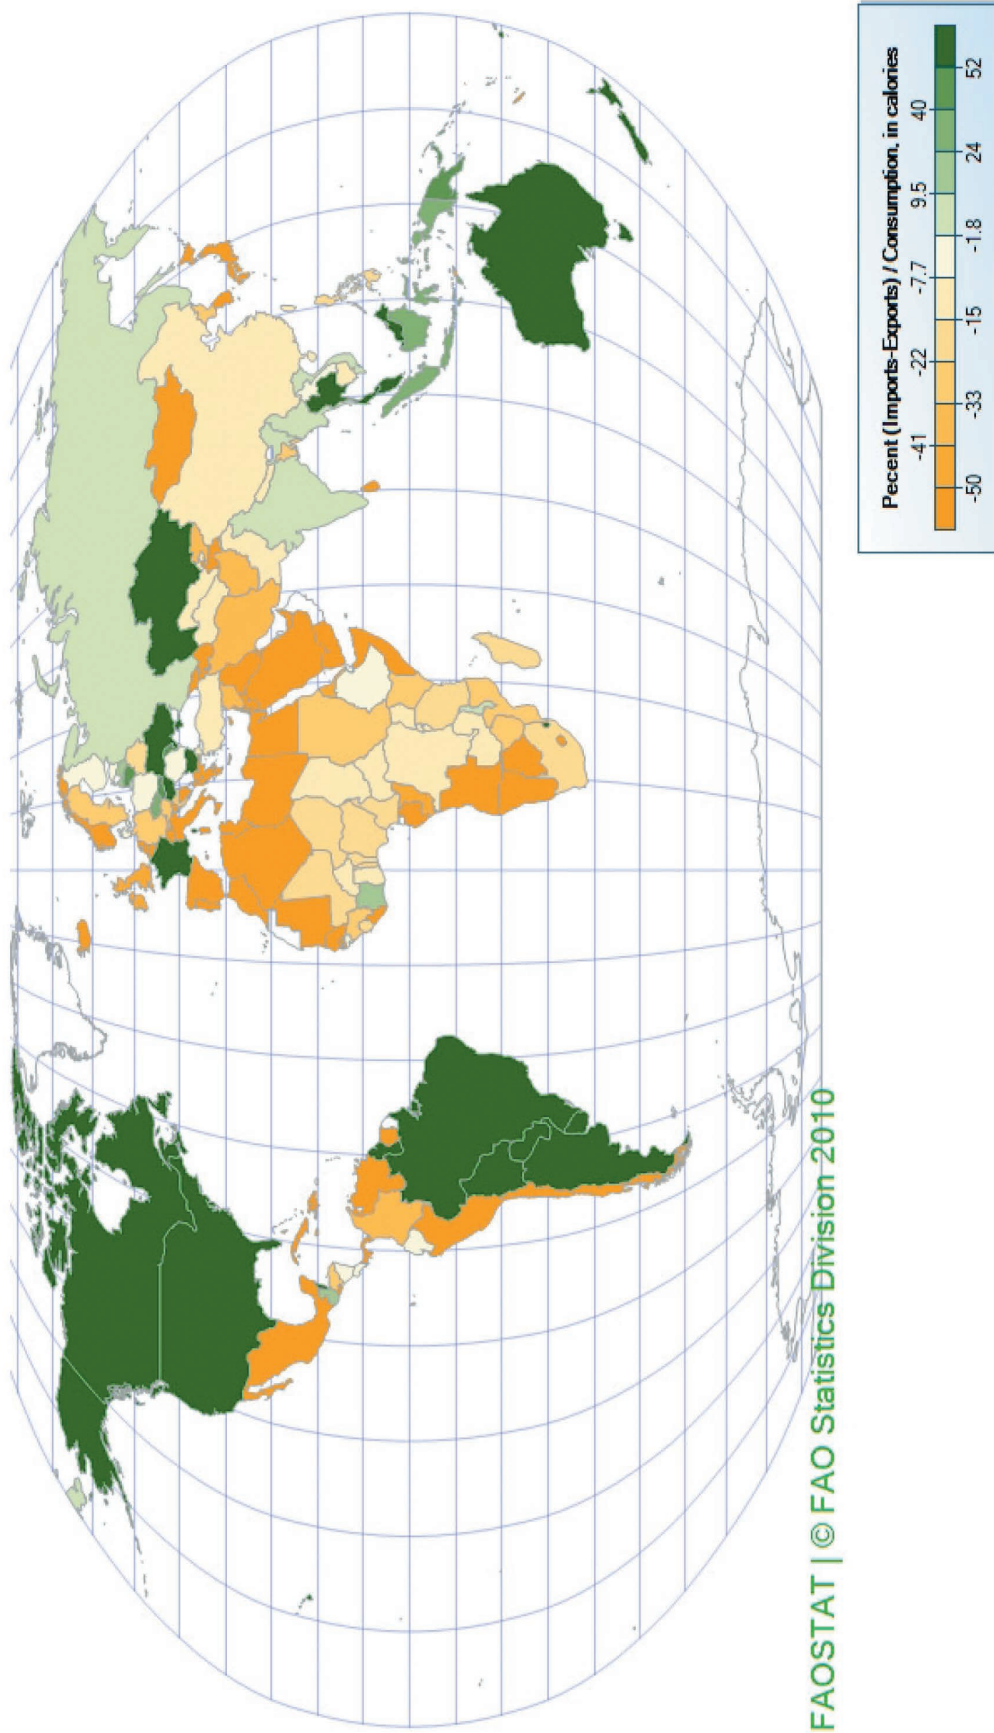 Pecent (Imports-Exports) / Consumption, in calories
-41 -22 -7.7 9.5 40
-50 -33 -15 -1.8 24 52
FAOSTAT | © FAO Statistics Division 2010